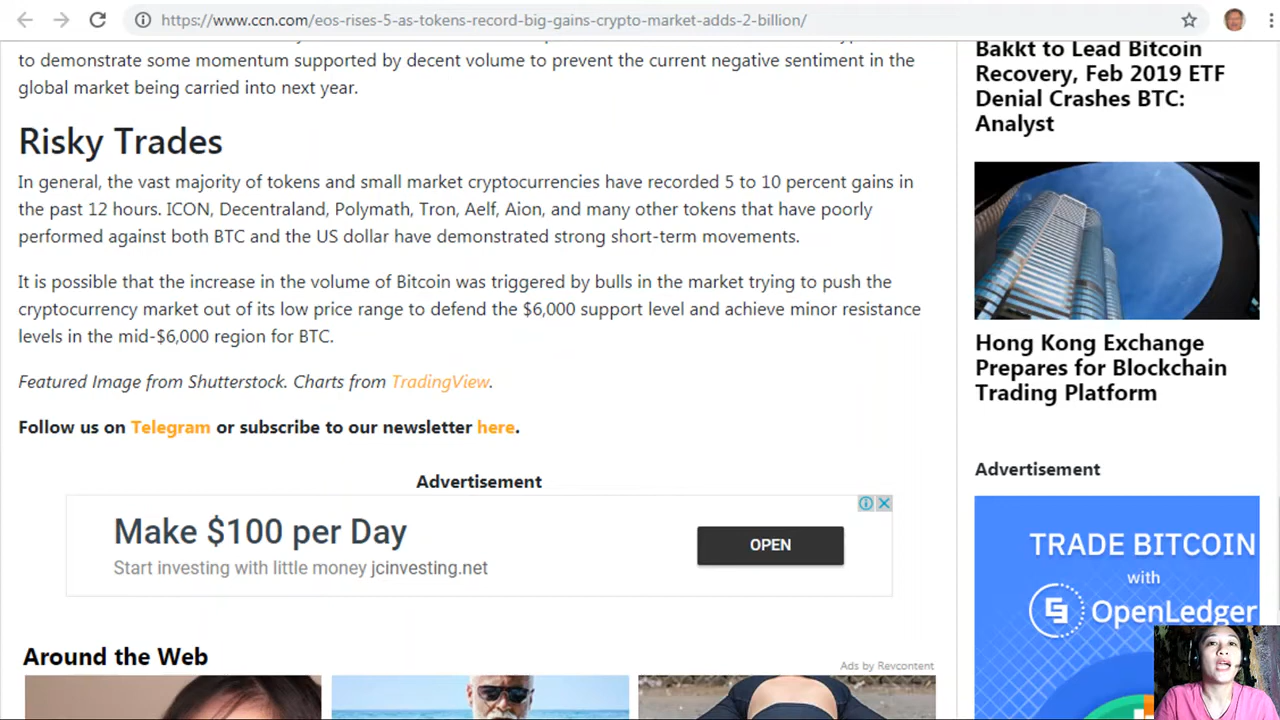 https://www.ccn.com/eos-rises-5-as-tokens-record-big-gains-crypto-market-adds-2-billion/
to demonstrate some momentum supported by decent volume to prevent the current negative sentiment in the
global market being carried into next year.
Risky Trades
In general, the vast majority of tokens and small market cryptocurrencies have recorded 5 to 10 percent gains in
the past 12 hours. ICON, Decentraland, Polymath, Tron, Aelf, Aion, and many other tokens that have poorly
performed against both BTC and the US dollar have demonstrated strong short-term movements.
It is possible that the increase in the volume of Bitcoin was triggered by bulls in the market trying to push the
cryptocurrency market out of its low price range to defend the $6,000 support level and achieve minor resistance
levels in the mid-$6,000 region for BTC.
Featured Image from Shutterstock. Charts from TradingView.
Follow us on Telegram or subscribe to our newsletter here.
Advertisement
Make $100 per Day
Start investing with little money jcinvesting.net
OPEN
Around the Web
Ads by Revcontent
Bakkt to Lead Bitcoin
Recovery, Feb 2019 ETF
Denial Crashes BTC:
Analyst
Hong Kong Exchange
Prepares for Blockchain
Trading Platform
Advertisement
TRADE BITCOIN
with
OpenLedger